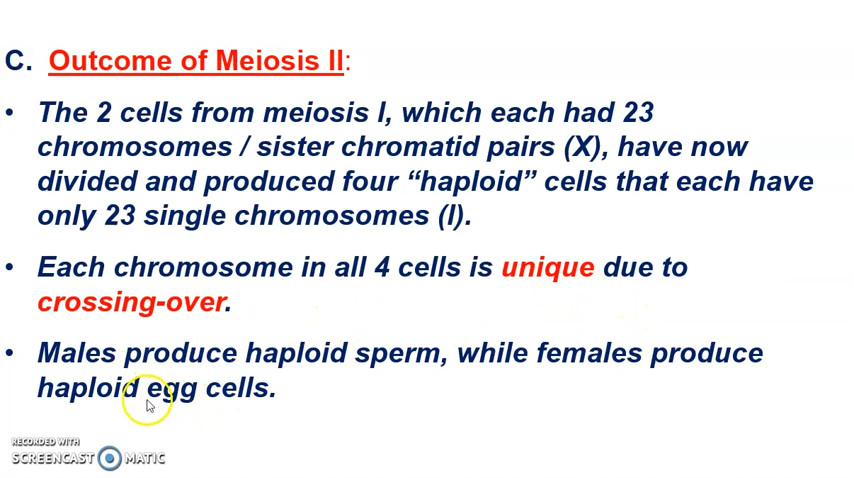 C. Outcome of Meiosis II:
• The 2 cells from meiosis I, which each had 23
chromosomes / sister chromatid pairs (X), have now
divided and produced four “haploid” cells that each have
only 23 single chromosomes (I).
• Each chromosome in all 4 cells is unique due to
crossing-over.
• Males produce haploid sperm, while females produce
haploid egg cells.
RECORDED WITH
SCREENCAST MATIC